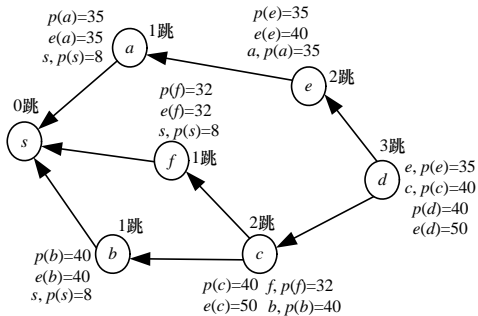 p(a)=35
e(a)=35
s, p(s)=8
1跳
a
p(e)=35
e(e)=40
a, p(a)=35
e
2跳
p(f)=32
e(f)=32
s, p(s)=8
f
1跳
0跳
s
3跳
d
e, p(e)=35
c, p(c)=40
p(d)=40
e(d)=50
1跳
b
p(b)=40
e(b)=40
s, p(s)=8
2跳
c
p(c)=40 f, p(f)=32
e(c)=50 b, p(b)=40